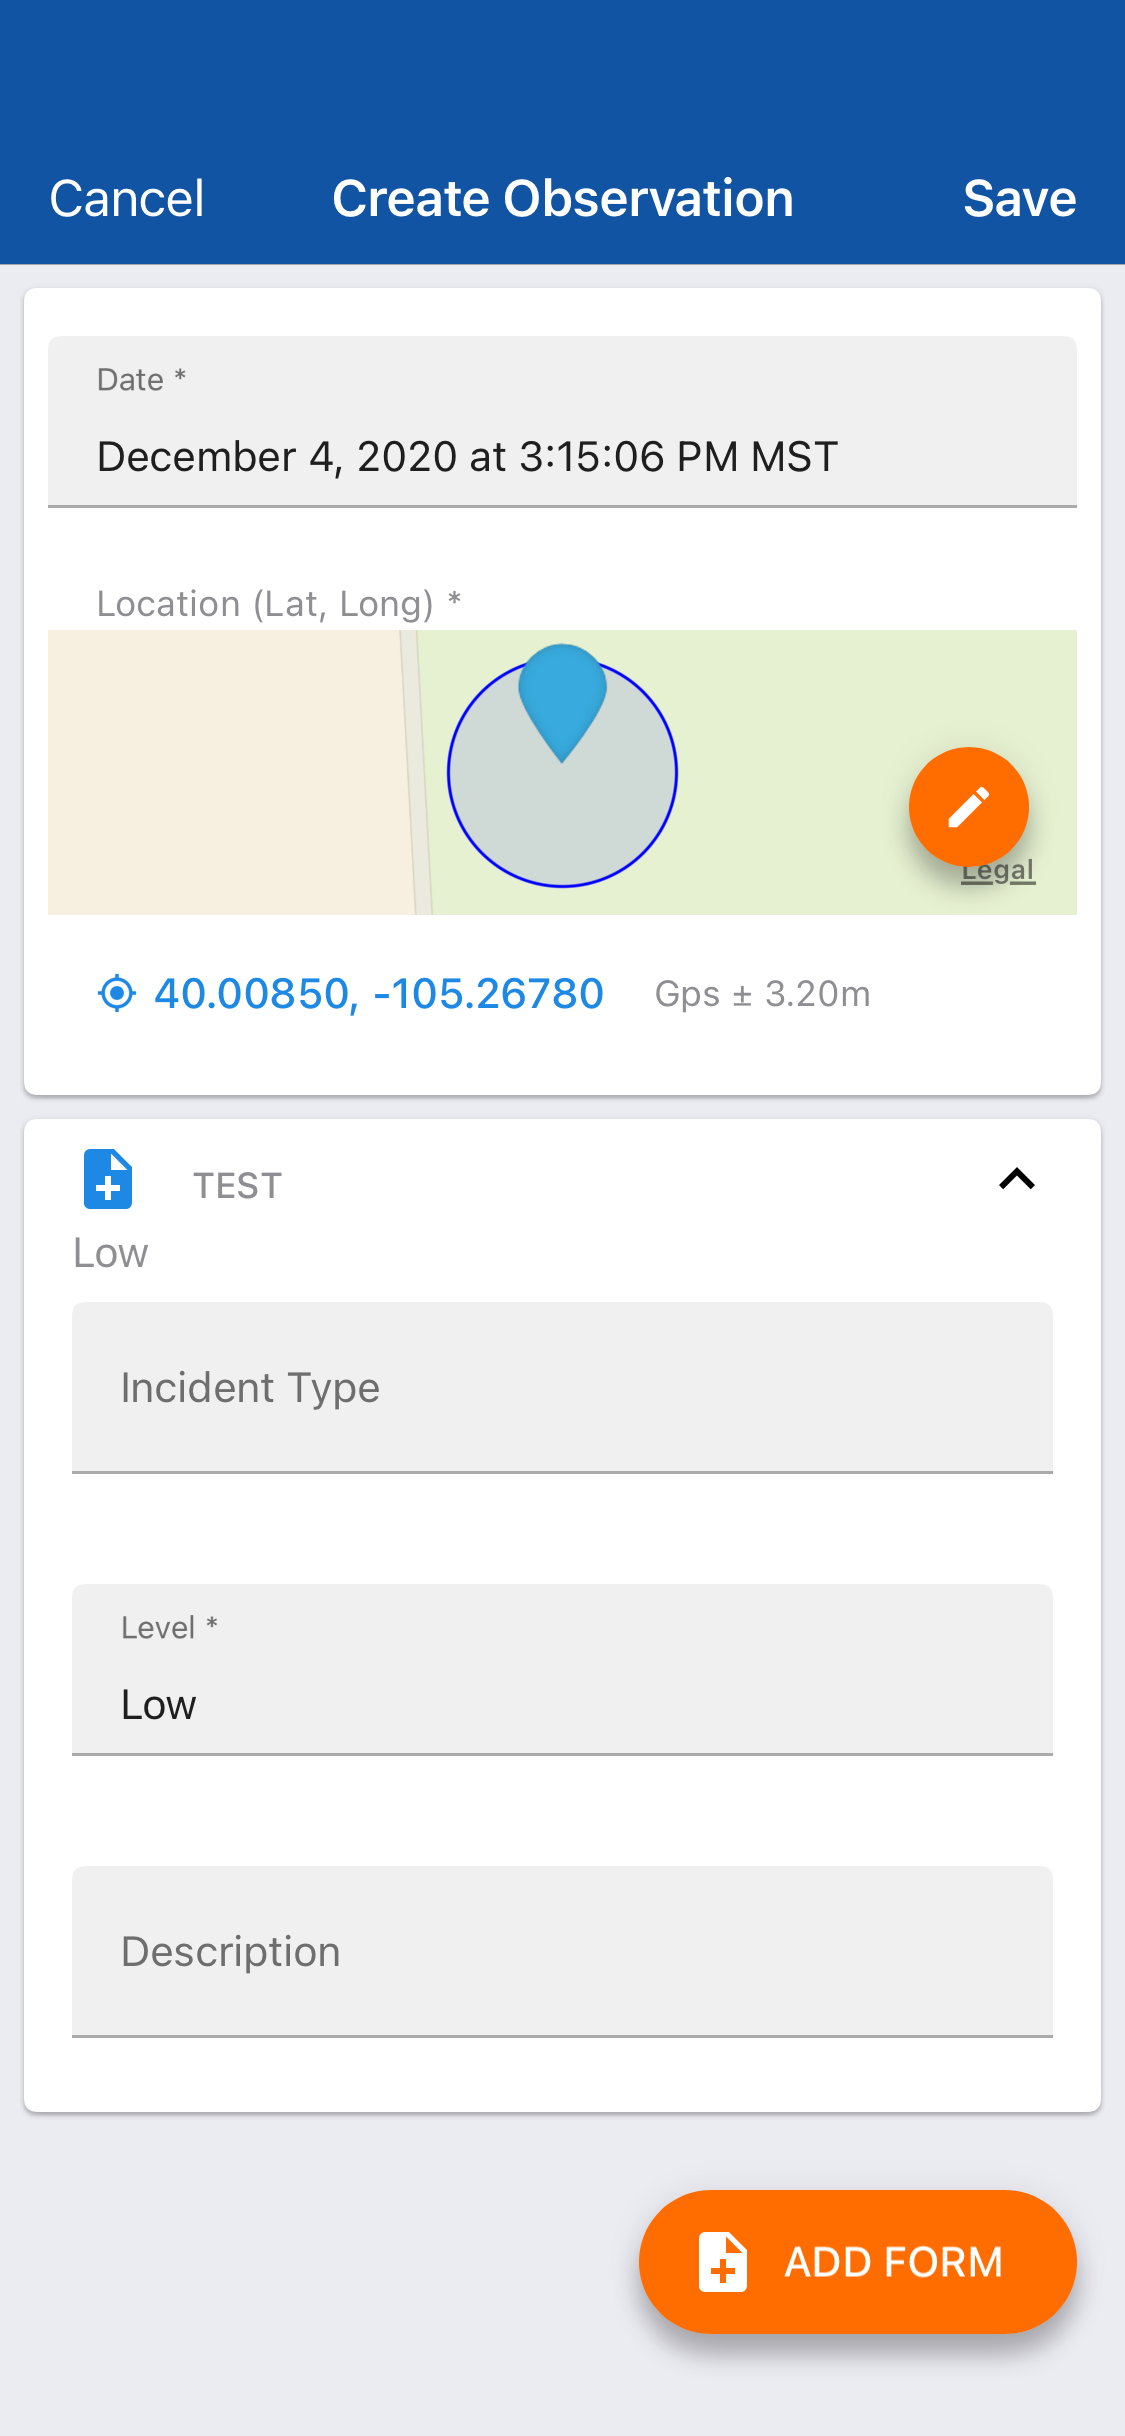 Cancel
Create Observation
Save
Date *
December 4, 2020 at 3:15:06 PM MST
Location (Lat, Long) *
Legal
40.00850, -105.26780
Gps ± 3.20m
TEST
Low
Incident Type
Level *
Low
Description
ADD FORM